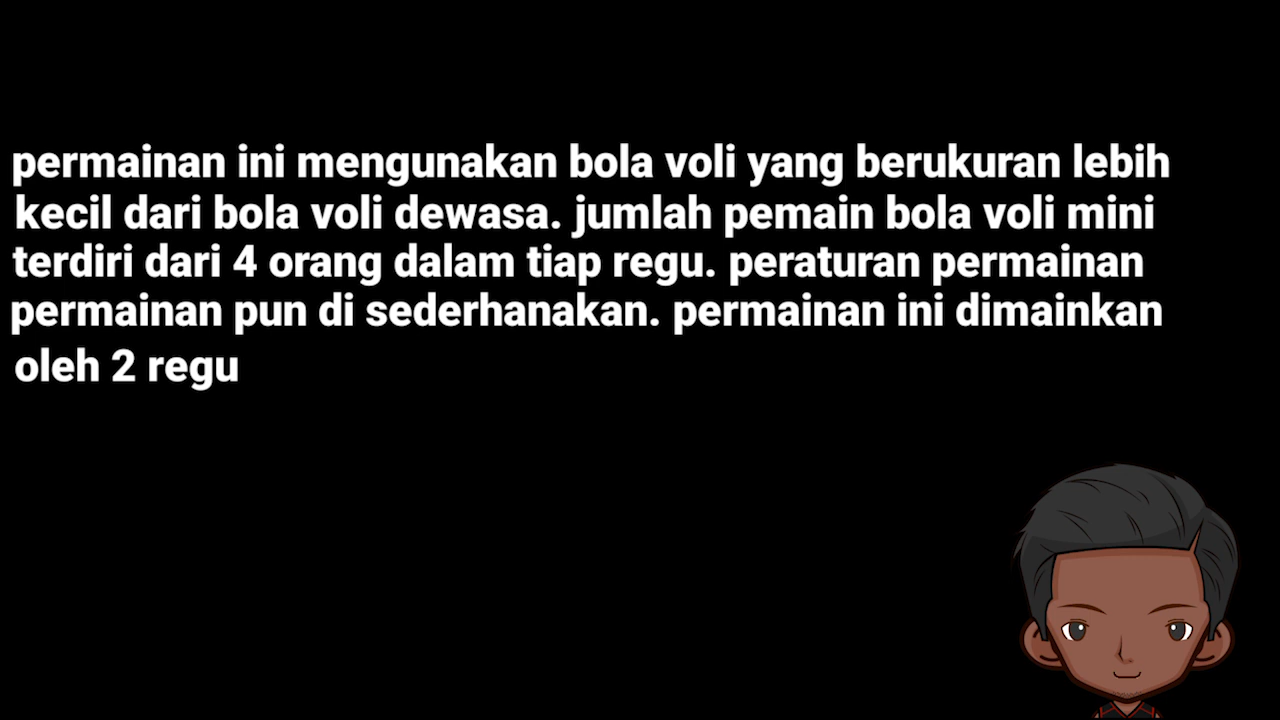 permainan ini mengunakan bola voli yang berukuran lebih
kecil dari bola voli dewasa. jumlah pemain bola voli mini
terdiri dari 4 orang dalam tiap regu. peraturan permainan
permainan pun di sederhanakan. permainan ini dimainkan
oleh 2 regu